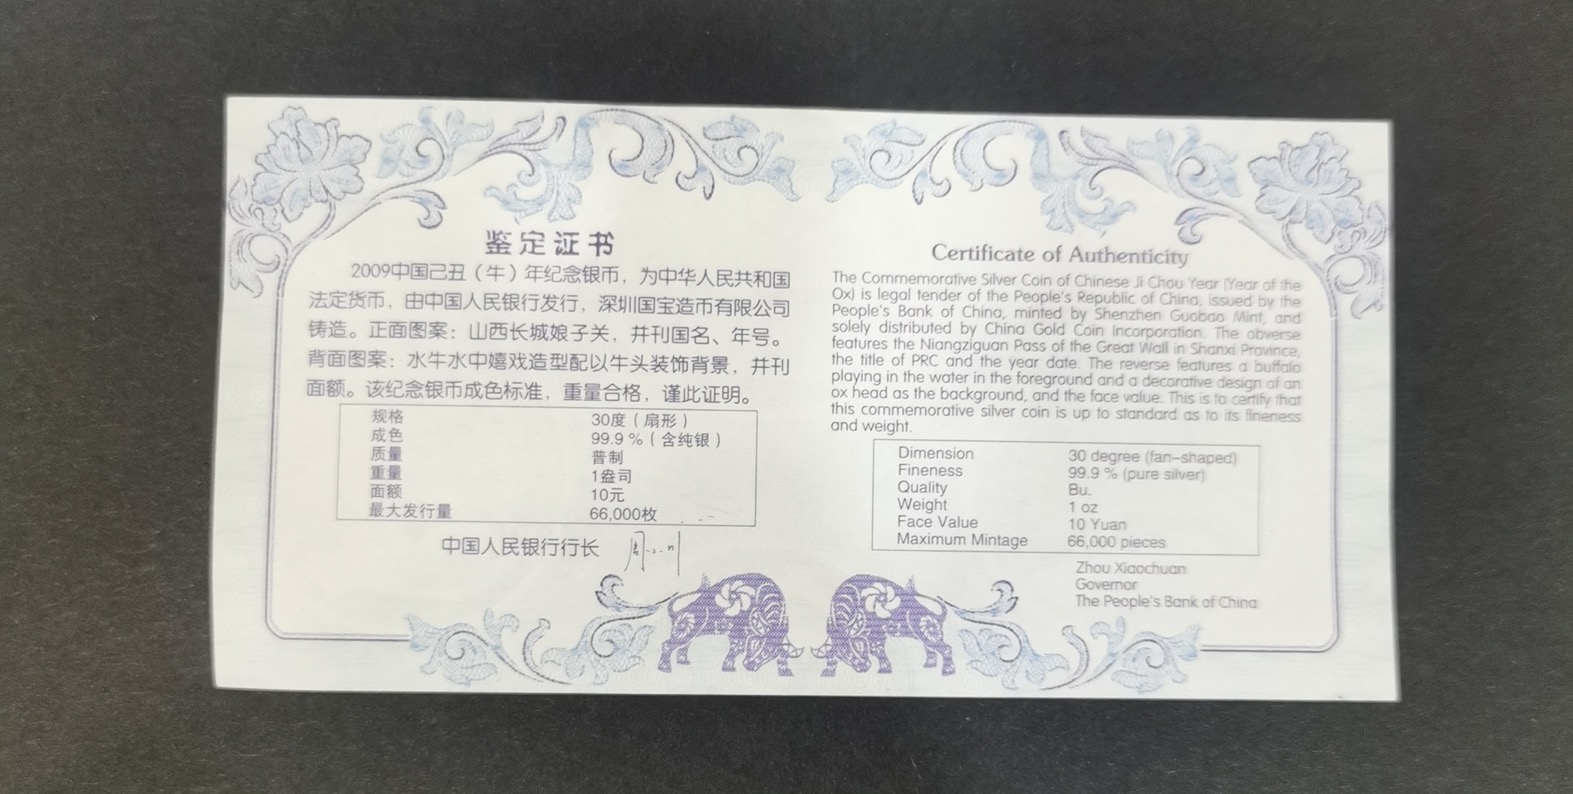 鉴定证书
2009中国己丑（牛）年纪念银币，为中华人民共和国
法定货币，由中国人民银行发行，深圳国宝造币有限公司
铸造。正面图案：山西长城娘子关，并刊国名、年号。
背面图案：水牛水中嬉戏造型配以牛头装饰背景，并刊
面额。该纪念银币成色标准，重量合格，谨此证明。
规格 30度（扇形）
成色 99.9％（含纯银）
质量 普制
重量 1盎司
面额 10元
最大发行量 66,000枚
中国人民银行行长
Certificate of Authenticity
The Commemorative Silver Coin of Chinese Ji Chou Year (Year of the
Ox) is legal tender of the People's Republic of China, issued by the
People's Bank of China, minted by Shenzhen Guobao Mint, and
solely distributed by China Gold Coin Incorporation. The obverse
features the Niangziguan Pass of the Great Wall in Shanxi Province,
the title of PRC and the year date. The reverse features a buffalo
playing in the water in the foreground and a decorative design of an
ox head as the background, and the face value. This is to certify that
this commemorative silver coin is up to standard as to its fineness
and weight.
Dimension 30 degree (fan-shaped)
Fineness 99.9 % (pure silver)
Quality Bu.
Weight 1 oz
Face Value 10 Yuan
Maximum Mintage 66,000 pieces
Zhou Xiaochuan
Governor
The People's Bank of China